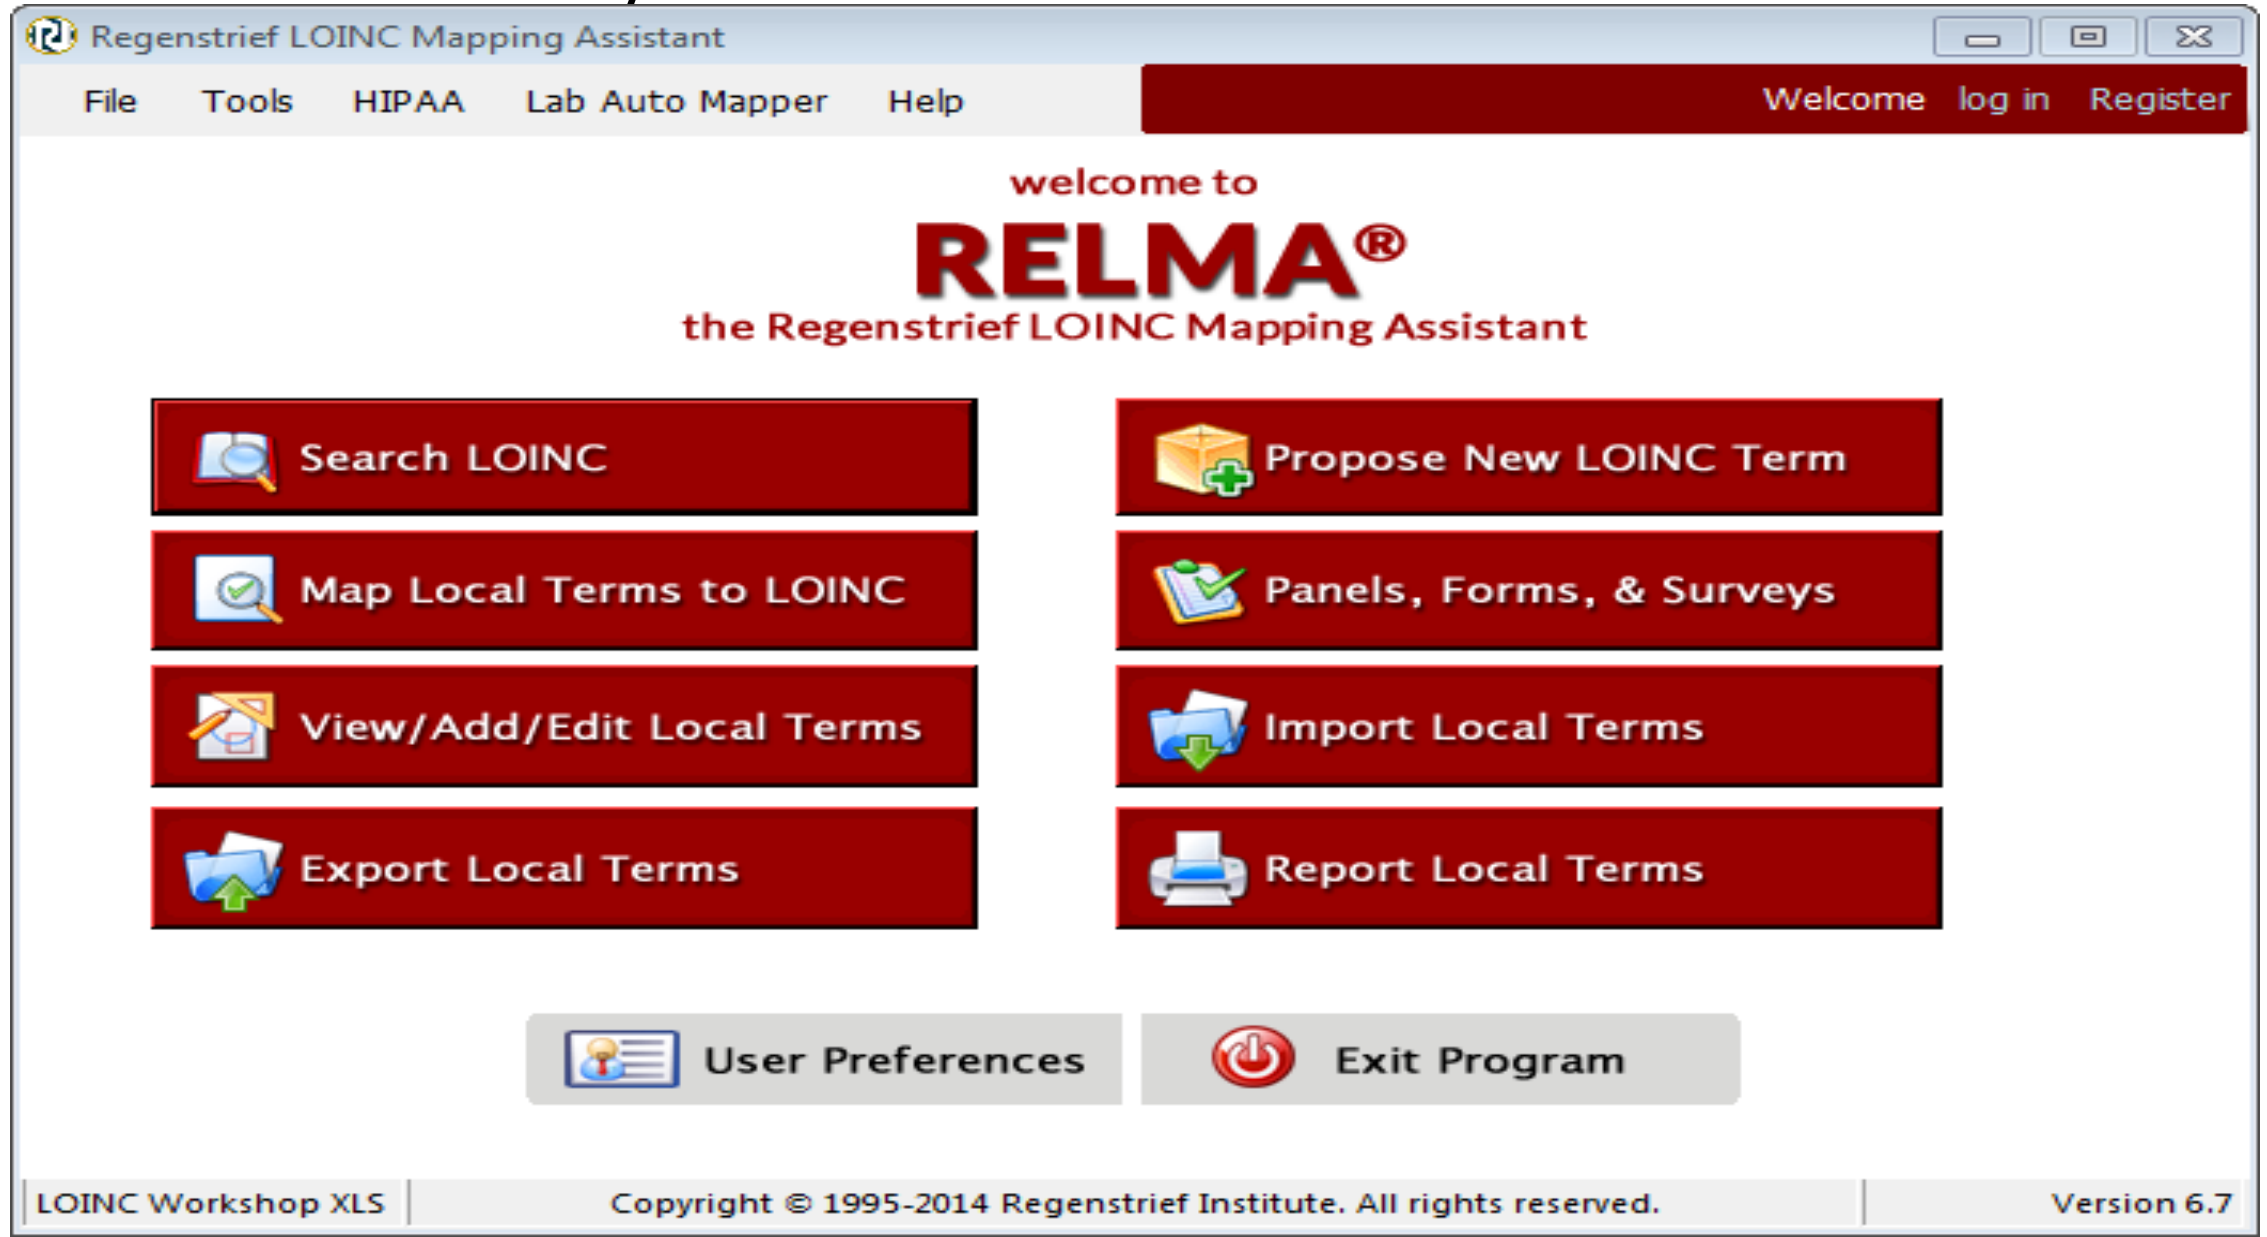 Regenstrief LOINC Mapping Assistant
File Tools HIPAA Lab Auto Mapper Help Welcome log in Register
welcome to
RELMA®
the Regenstrief LOINC Mapping Assistant
Search LOINC Propose New LOINC Term
Map Local Terms to LOINC Panels, Forms, & Surveys
View/Add/Edit Local Terms Import Local Terms
Export Local Terms Report Local Terms
User Preferences Exit Program
LOINC Workshop XLS Copyright © 1995-2014 Regenstrief Institute. All rights reserved. Version 6.7